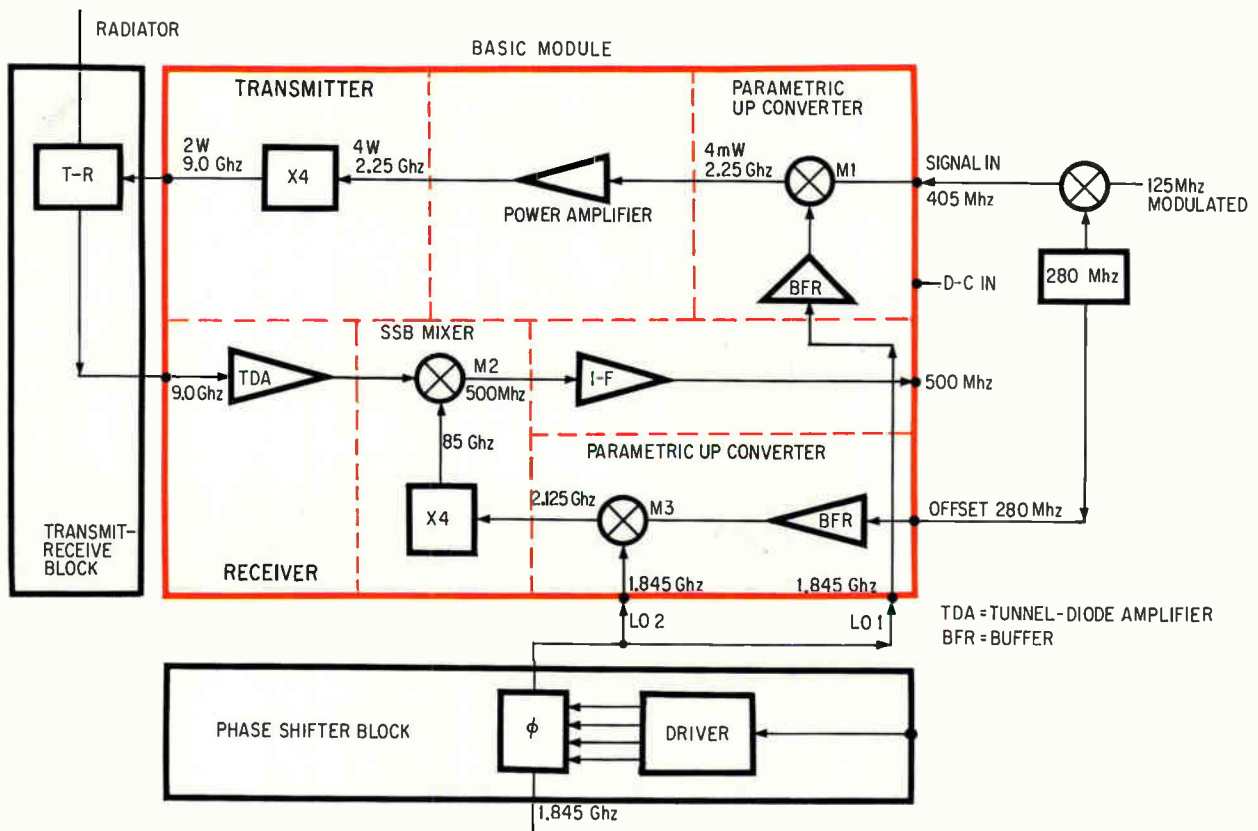 RADIATOR
BASIC MODULE
TRANSMITTER
PARAMETRIC
UP CONVERTER
2W
9.0 Ghz
4W
2.25 Ghz
4mW
2.25 Ghz
T-R
X4
POWER AMPLIFIER
M1
SIGNAL IN
405 Mhz
125Mhz
MODULATED
BFR
D-C IN
280 Mhz
SSB MIXER
TDA
9.0 Ghz
M2
500Mhz
I-F
500 Mhz
85 Ghz
PARAMETRIC UP CONVERTER
X4
2.125 Ghz
M3
BFR
OFFSET 280 Mhz
TRANSMIT-
RECEIVE
BLOCK
RECEIVER
1.845 Ghz
1.845 Ghz
LO 2
LO 1
TDA = TUNNEL-DIODE AMPLIFIER
BFR = BUFFER
PHASE SHIFTER BLOCK
ϕ
DRIVER
1.845 Ghz